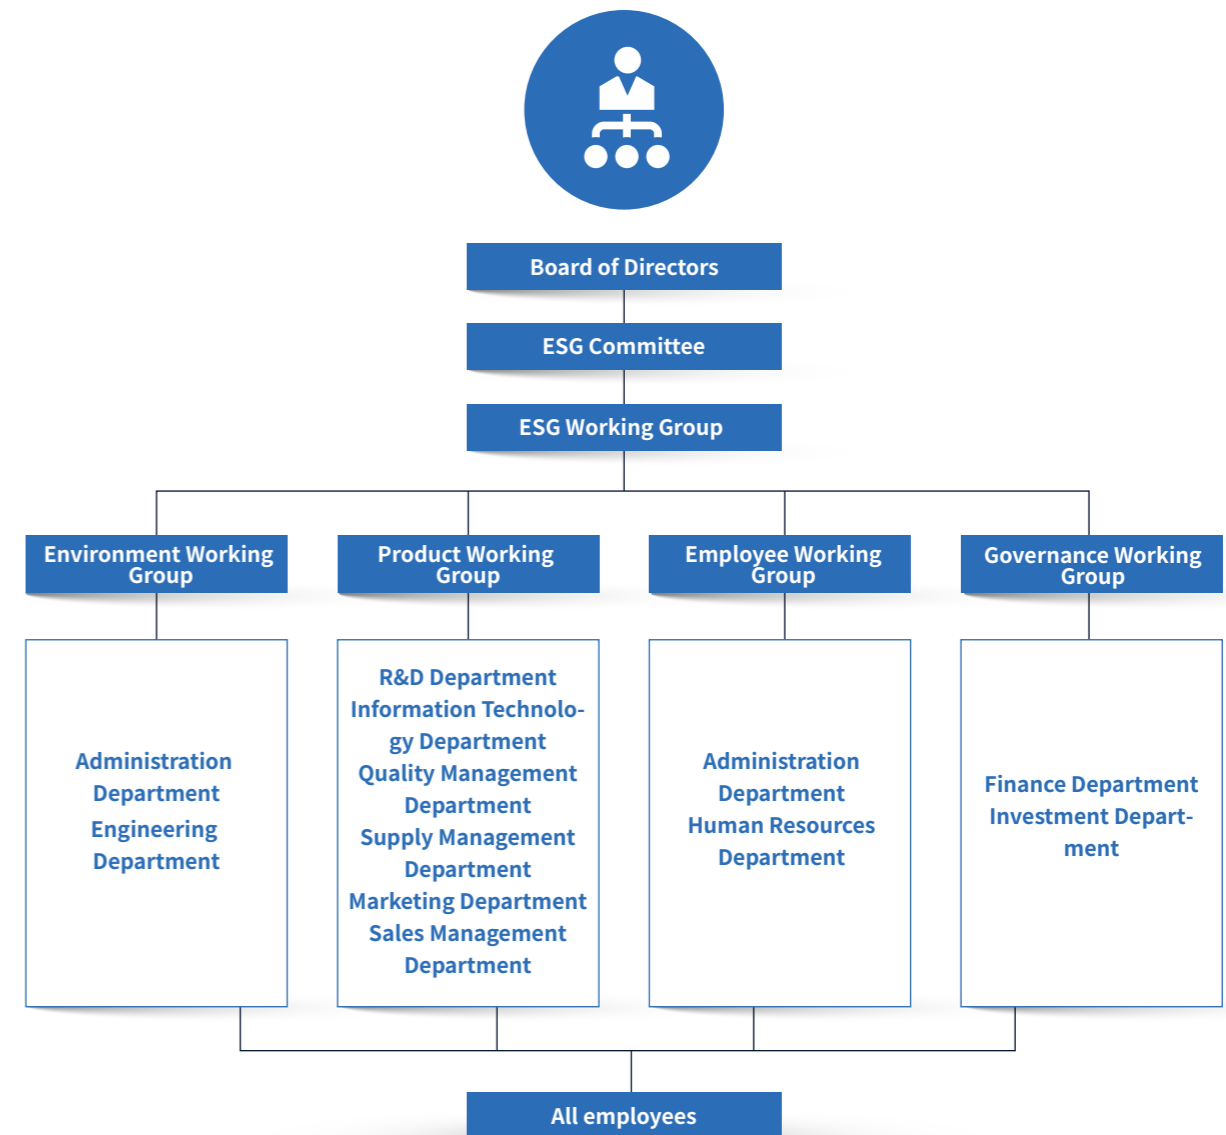 Board of Directors
ESG Committee
ESG Working Group
Environment Working
Group
Product Working
Group
Employee Working
Group
Governance Working
Group
Administration
Department
Engineering
Department
R&D Department
Information Technolo-
gy Department
Quality Management
Department
Supply Management
Department
Marketing Department
Sales Management
Department
Administration
Department
Human Resources
Department
Finance Department
Investment Depart-
ment
All employees